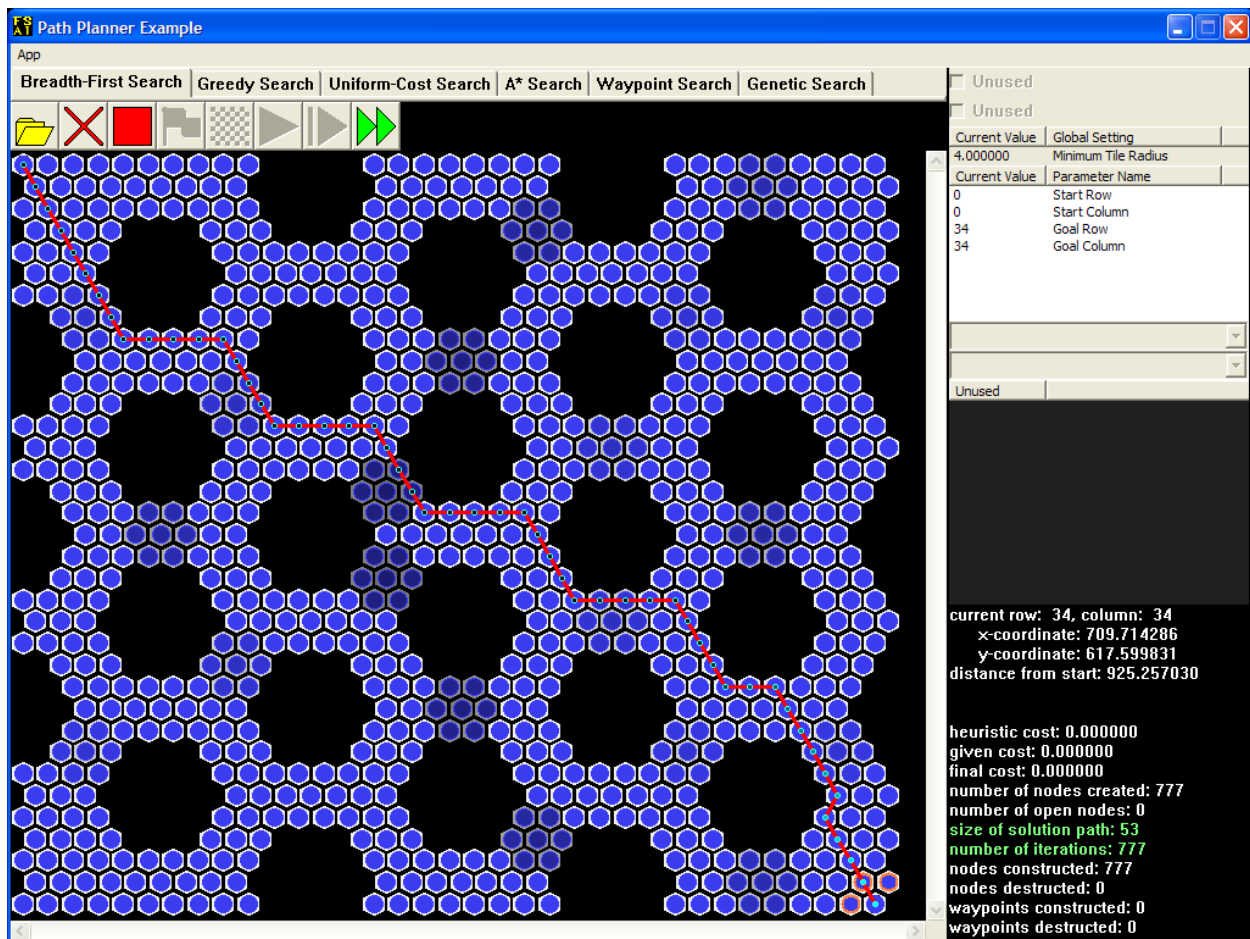 FS
AI
Path Planner Example
App
Breadth-First Search
Greedy Search
Uniform-Cost Search
A* Search
Waypoint Search
Genetic Search
Unused
Unused
Current Value Global Setting
4.000000 Minimum Tile Radius
Current Value Parameter Name
0 Start Row
0 Start Column
34 Goal Row
34 Goal Column
Unused
current row: 34, column: 34
x-coordinate: 709.714286
y-coordinate: 617.599831
distance from start: 925.257030
heuristic cost: 0.000000
given cost: 0.000000
final cost: 0.000000
number of nodes created: 777
number of open nodes: 0
size of solution path: 53
number of iterations: 777
nodes constructed: 777
nodes destructed: 0
waypoints constructed: 0
waypoints destructed: 0